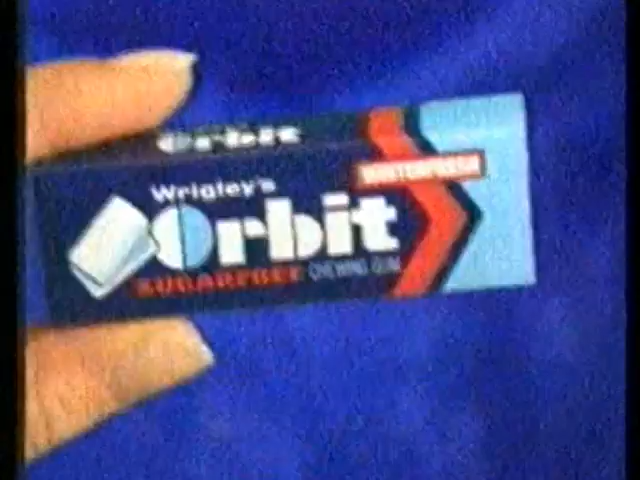 Orbit
WINTERFRESH
Wrigley's
Orbit
SUGARFREE CHEWING GUM